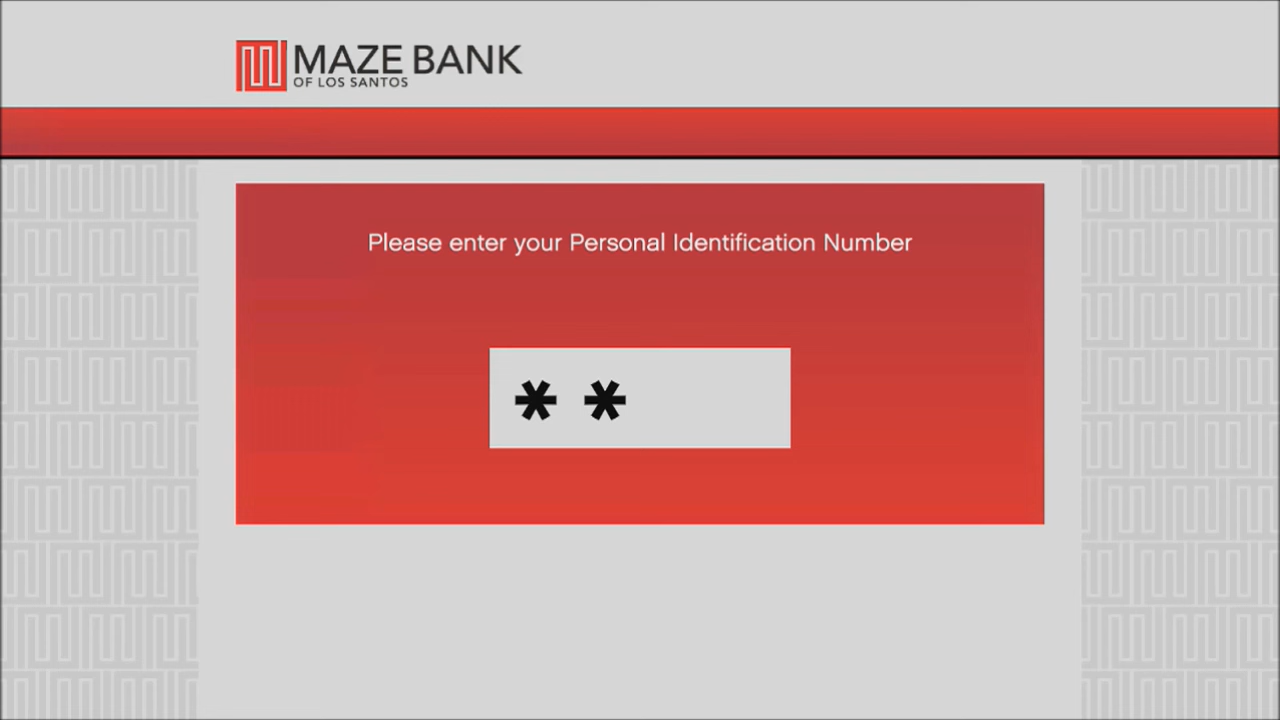 MAZE BANK
OF LOS SANTOS
Please enter your Personal Identification Number
* *